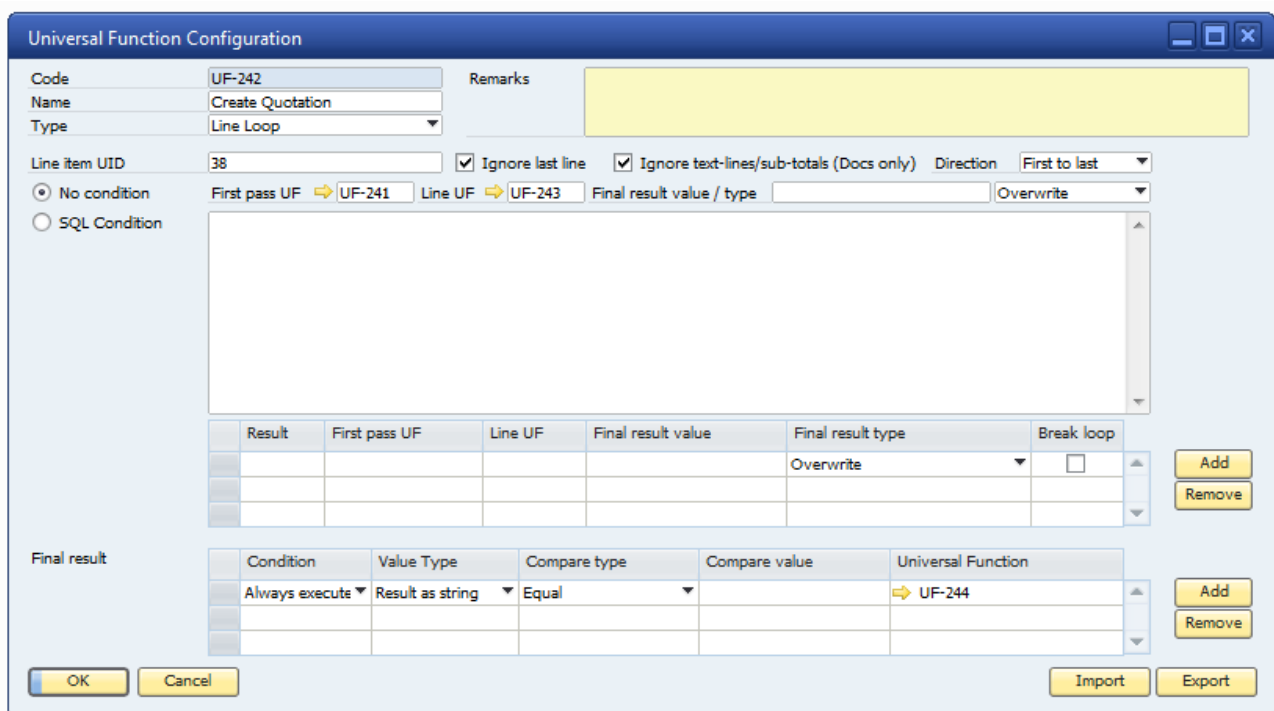 Universal Function Configuration
Code UF-242 Remarks
Name Create Quotation
Type Line Loop
Line item UID 38 Ignore last line Ignore text-lines/sub-totals (Docs only) Direction First to last
No condition First pass UF UF-241 Line UF UF-243 Final result value / type Overwrite
SQL Condition
Result First pass UF Line UF Final result value Final result type Break loop
Overwrite Add
Remove
Final result Condition Value Type Compare type Compare value Universal Function
Always execute Result as string Equal UF-244 Add
Remove
OK Cancel Import Export